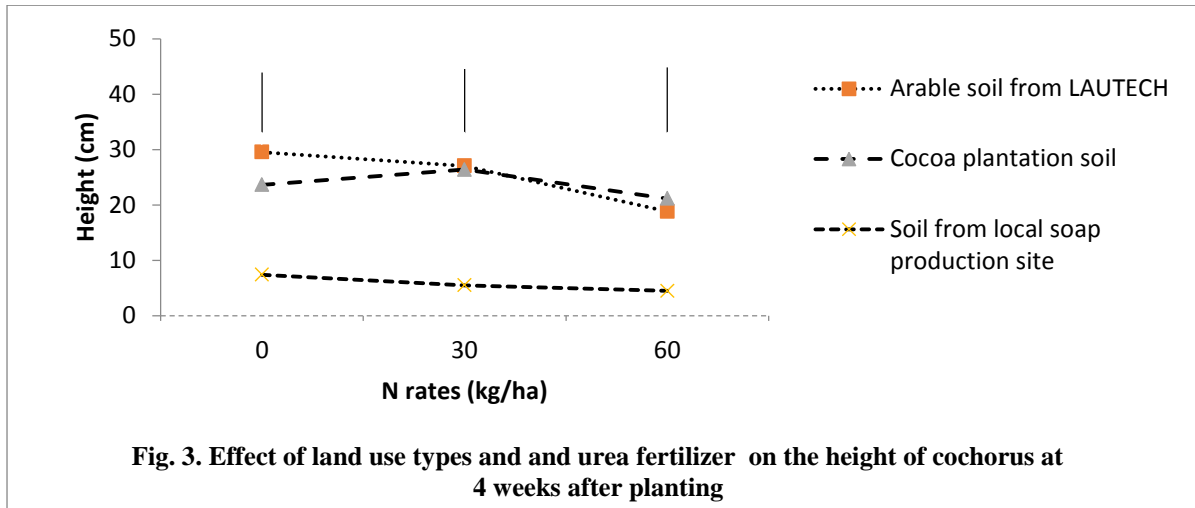 50
40
30
20
10
0
Height (cm)
0 30 60
N rates (kg/ha)
Arable soil from LAUTECH
Cocoa plantation soil
Soil from local soap
production site
Fig. 3. Effect of land use types and and urea fertilizer on the height of cochorus at
4 weeks after planting